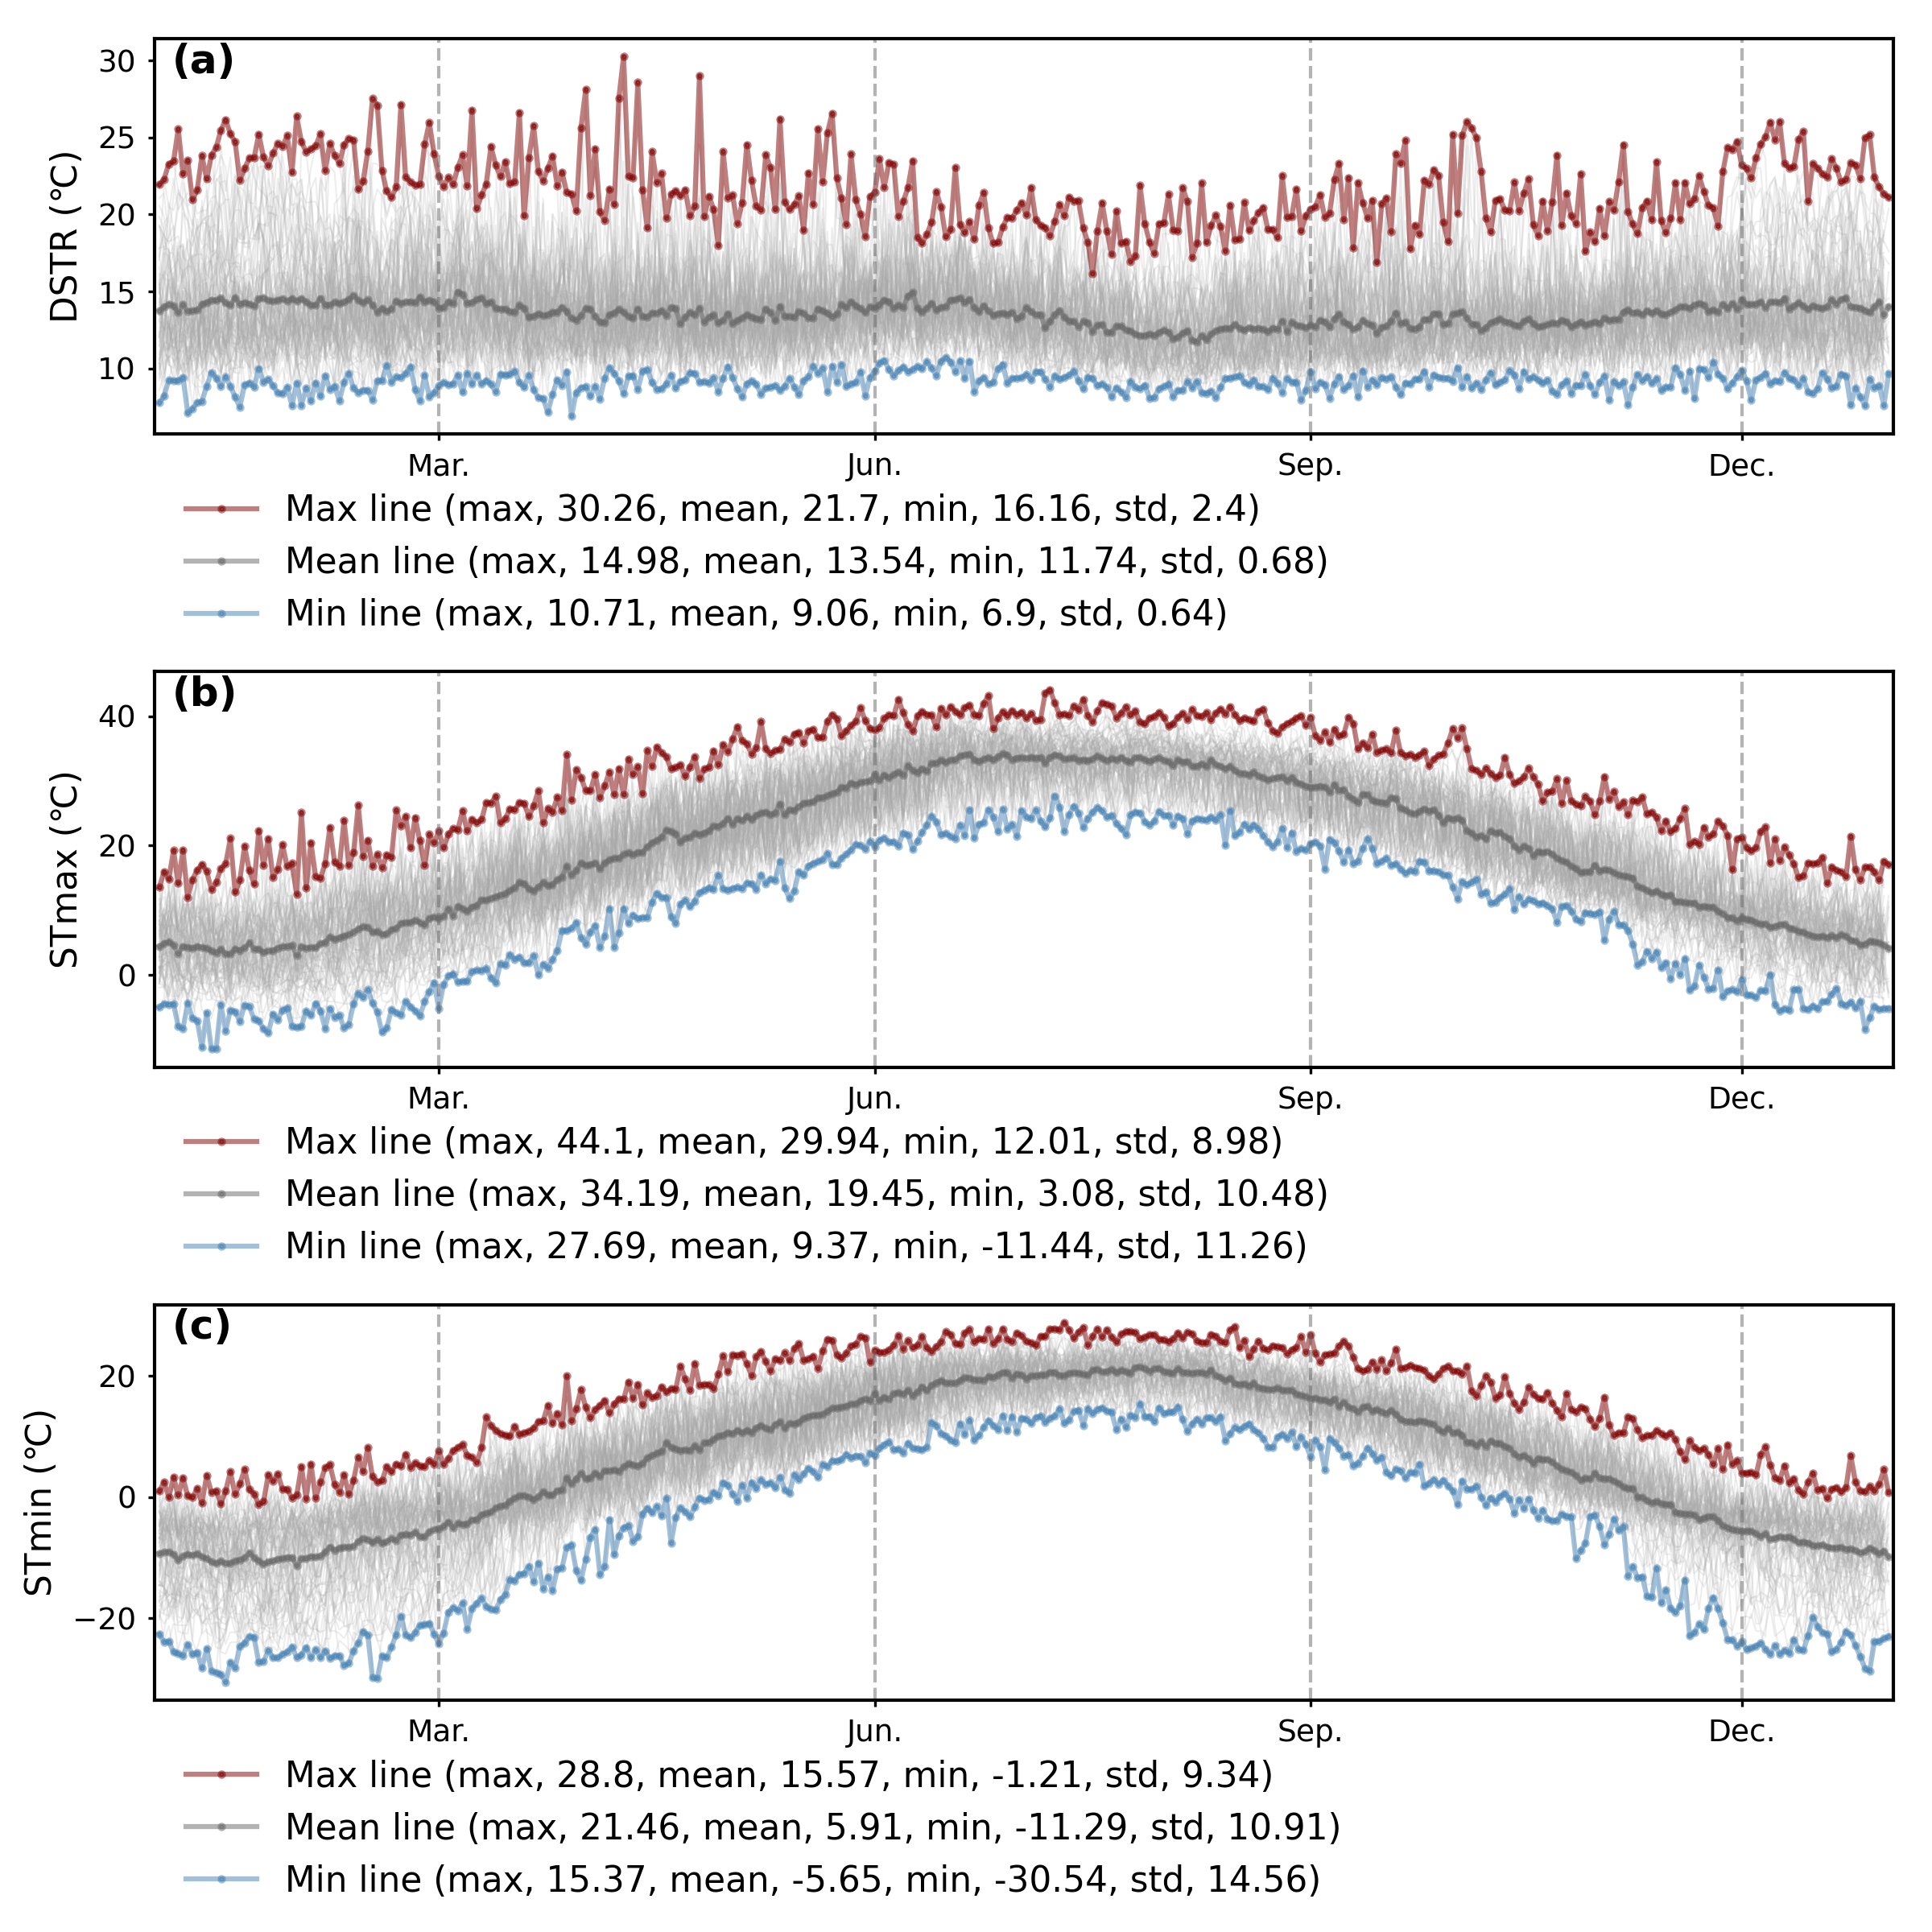 (a)
30
25
20
15
10
DSTR (℃)
Mar. Jun. Sep. Dec.
Max line (max, 30.26, mean, 21.7, min, 16.16, std, 2.4)
Mean line (max, 14.98, mean, 13.54, min, 11.74, std, 0.68)
Min line (max, 10.71, mean, 9.06, min, 6.9, std, 0.64)
(b)
40
20
0
STmax (℃)
Mar. Jun. Sep. Dec.
Max line (max, 44.1, mean, 29.94, min, 12.01, std, 8.98)
Mean line (max, 34.19, mean, 19.45, min, 3.08, std, 10.48)
Min line (max, 27.69, mean, 9.37, min, -11.44, std, 11.26)
(c)
20
0
−20
STmin (℃)
Mar. Jun. Sep. Dec.
Max line (max, 28.8, mean, 15.57, min, -1.21, std, 9.34)
Mean line (max, 21.46, mean, 5.91, min, -11.29, std, 10.91)
Min line (max, 15.37, mean, -5.65, min, -30.54, std, 14.56)